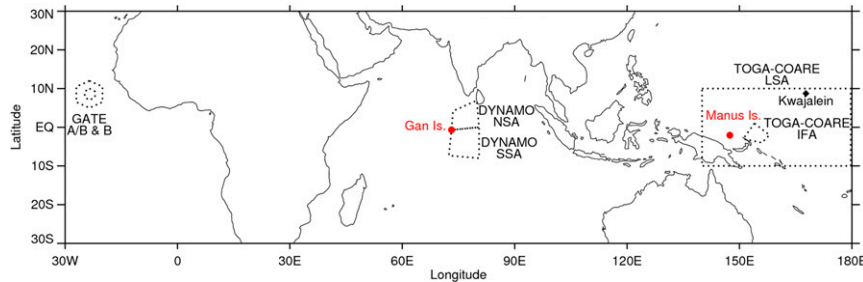 30N
20N
10N
EQ
10S
20S
30S
Latitude
GATE
A/B & B
Gan Is.
DYNAMO
NSA
DYNAMO
SSA
TOGA-COARE
LSA
Kwajalein
Manus Is.
TOGA-COARE
IFA
30W
0
30E
60E
90E
120E
150E
180E
Longitude